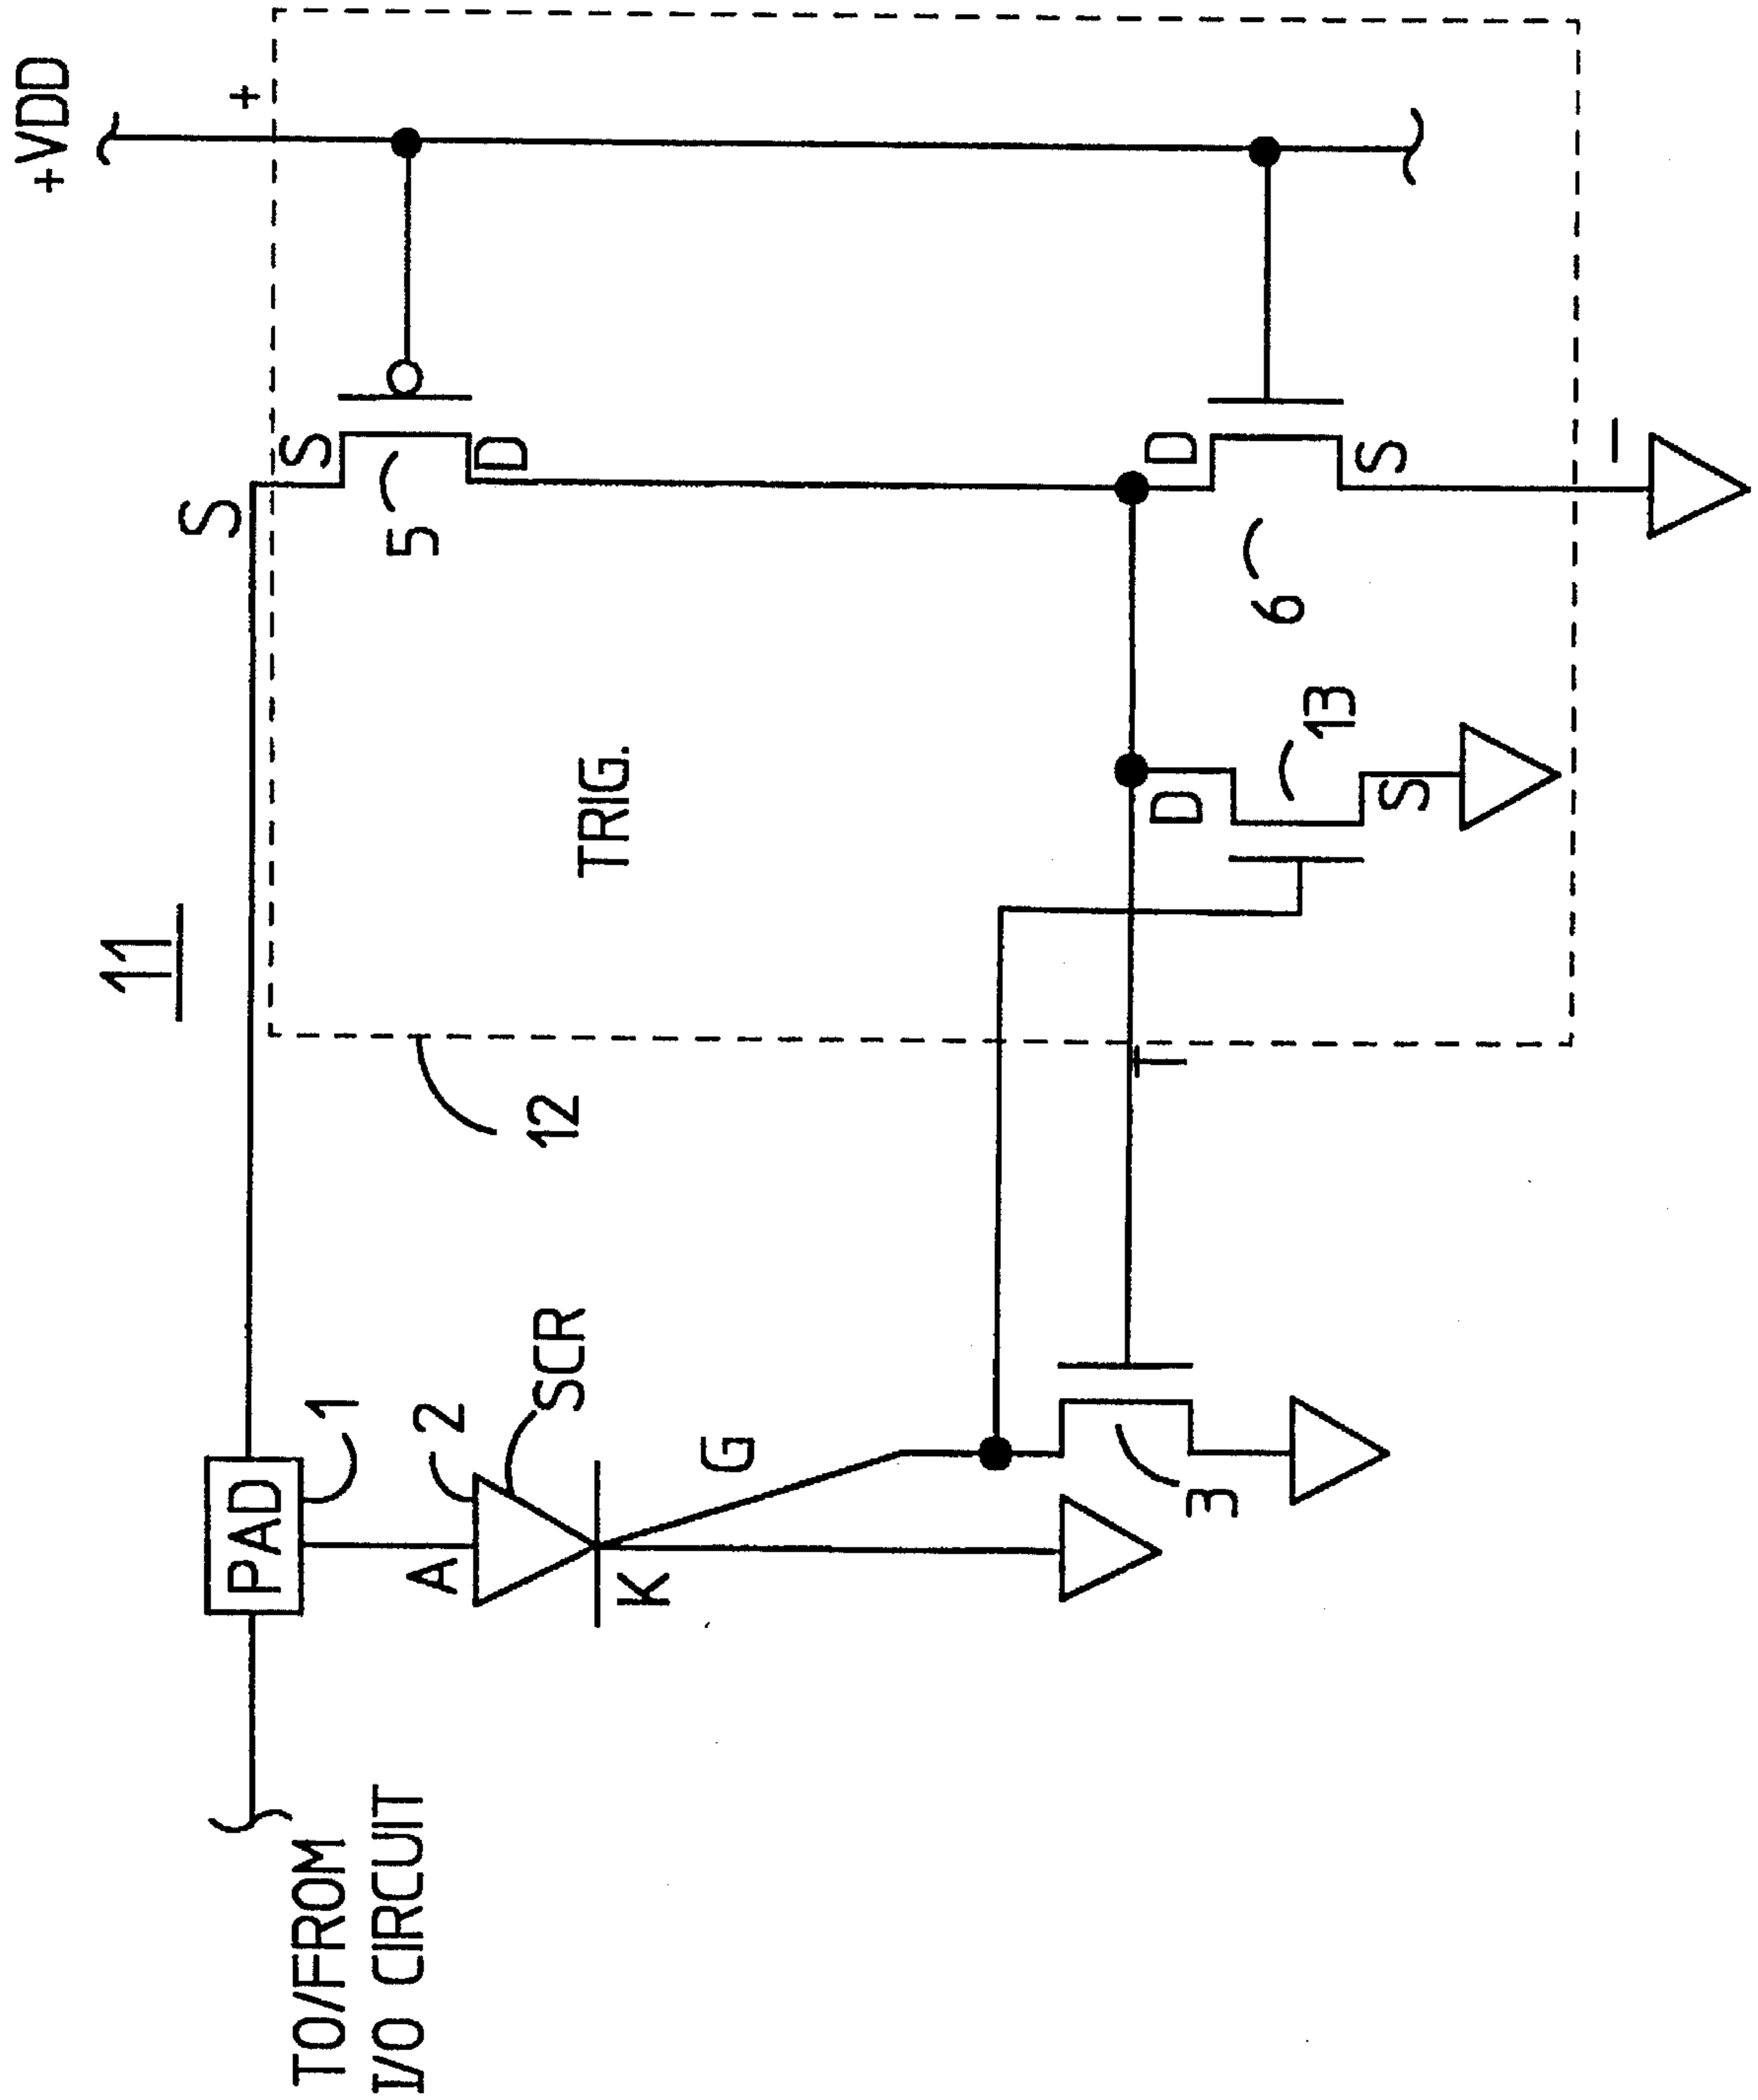 11
+VDD
+
S
PAD
1
A
2
SCR
K
G
3
12
TRIG.
T
S
5
D
D
6
S
D
13
S
–
TO/FROM
I/O CIRCUIT